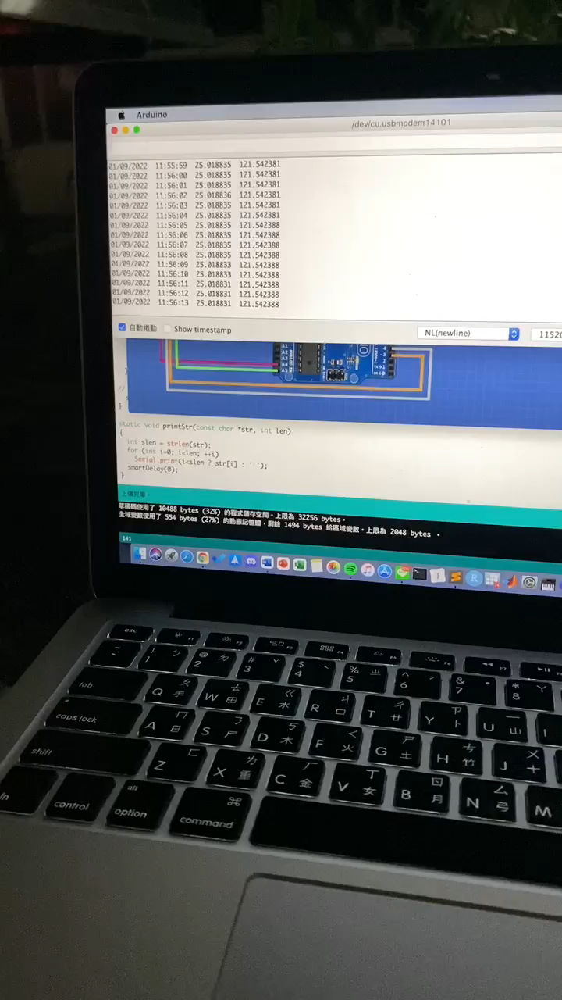 Arduino
/dev/cu.usbmodem14101
01/09/2022 11:55:59 25.018835 121.542381
01/09/2022 11:56:00 25.018835 121.542381
01/09/2022 11:56:01 25.018835 121.542381
01/09/2022 11:56:02 25.018836 121.542381
01/09/2022 11:56:03 25.018835 121.542381
01/09/2022 11:56:04 25.018835 121.542381
01/09/2022 11:56:05 25.018835 121.542388
01/09/2022 11:56:06 25.018835 121.542388
01/09/2022 11:56:07 25.018835 121.542388
01/09/2022 11:56:08 25.018835 121.542388
01/09/2022 11:56:09 25.018833 121.542388
01/09/2022 11:56:10 25.018833 121.542388
01/09/2022 11:56:11 25.018831 121.542388
01/09/2022 11:56:12 25.018831 121.542388
01/09/2022 11:56:13 25.018831 121.542388
自動捲動 Show timestamp NL(newline) 11520
A2
A3
A4
A5
}
//
}
static void printStr(const char *str, int len)
{
int slen = strlen(str);
for (int i=0; i<len; ++i)
Serial.print(i<slen ? str[i] : ' ');
smartDelay(0);
}
上傳完畢。
草稿碼使用了 10488 bytes (32%) 的程式儲存空間。上限為 32256 bytes。
全域變數使用了 554 bytes (27%) 的動態記憶體，剩餘 1494 bytes 給區域變數。上限為 2048 bytes 。
141
esc F1 F2 F3 F4 F5 F6 F7
~ ! 1 ㄅ @ 2 ㄉ # 3 ˇ $ 4 ˋ % 5 ㄓ ^ 6 ˊ & 7 ˙ * 8 ㄚ
tab Q ㄆ 手 W ㄊ 田 E ㄍ 水 R ㄐ 口 T ㄔ 廿 Y ㄗ 卜 U ㄧ 山 I
caps lock A ㄇ 日 S ㄋ 尸 D ㄎ 木 F ㄑ 火 G ㄕ 土 H ㄘ 竹 J ㄨ 十
shift Z ㄈ X ㄌ 重 C ㄏ 金 V ㄒ 女 B ㄖ 月 N ㄙ 弓 M
fn control alt option ⌘ command